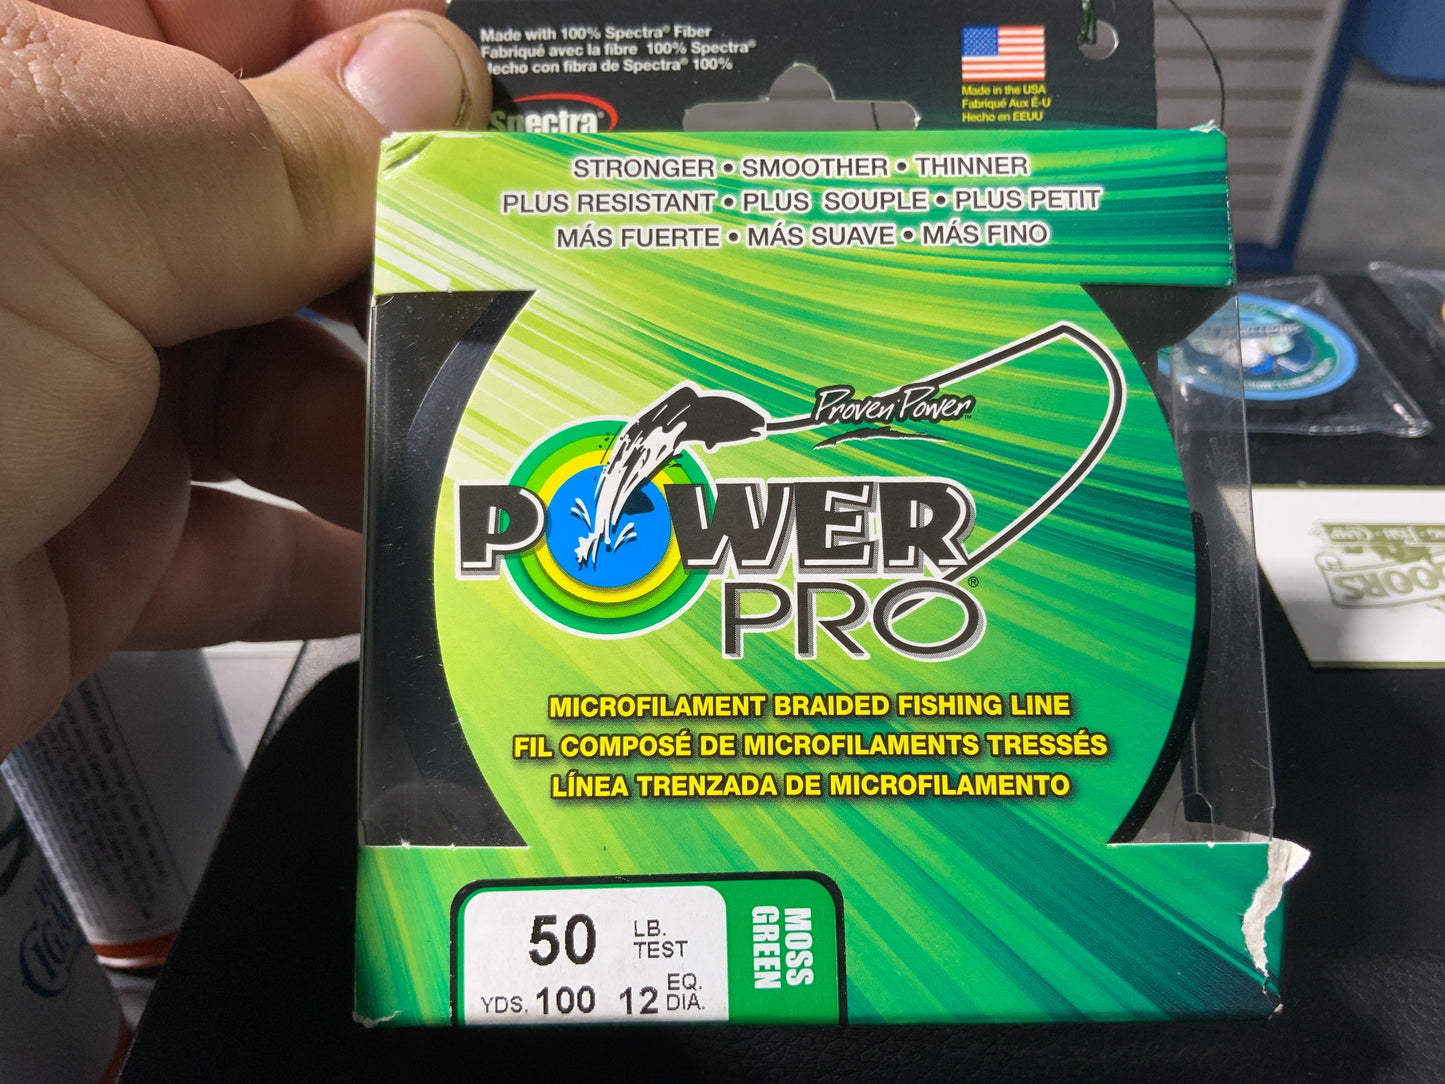 Made with 100% Spectra® Fiber
Fabriqué avec la fibre 100% Spectra®
Hecho con fibra de Spectra® 100%
Spectra®
Made in the USA
Fabriqué Aux É-U
Hecho en EEUU
STRONGER • SMOOTHER • THINNER
PLUS RESISTANT • PLUS SOUPLE • PLUS PETIT
MÁS FUERTE • MÁS SUAVE • MÁS FINO
Proven Power™
POWER
PRO®
MICROFILAMENT BRAIDED FISHING LINE
FIL COMPOSÉ DE MICROFILAMENTS TRESSÉS
LÍNEA TRENZADA DE MICROFILAMENTO
50 LB. TEST
YDS. 100 12 EQ. DIA.
MOSS
GREEN